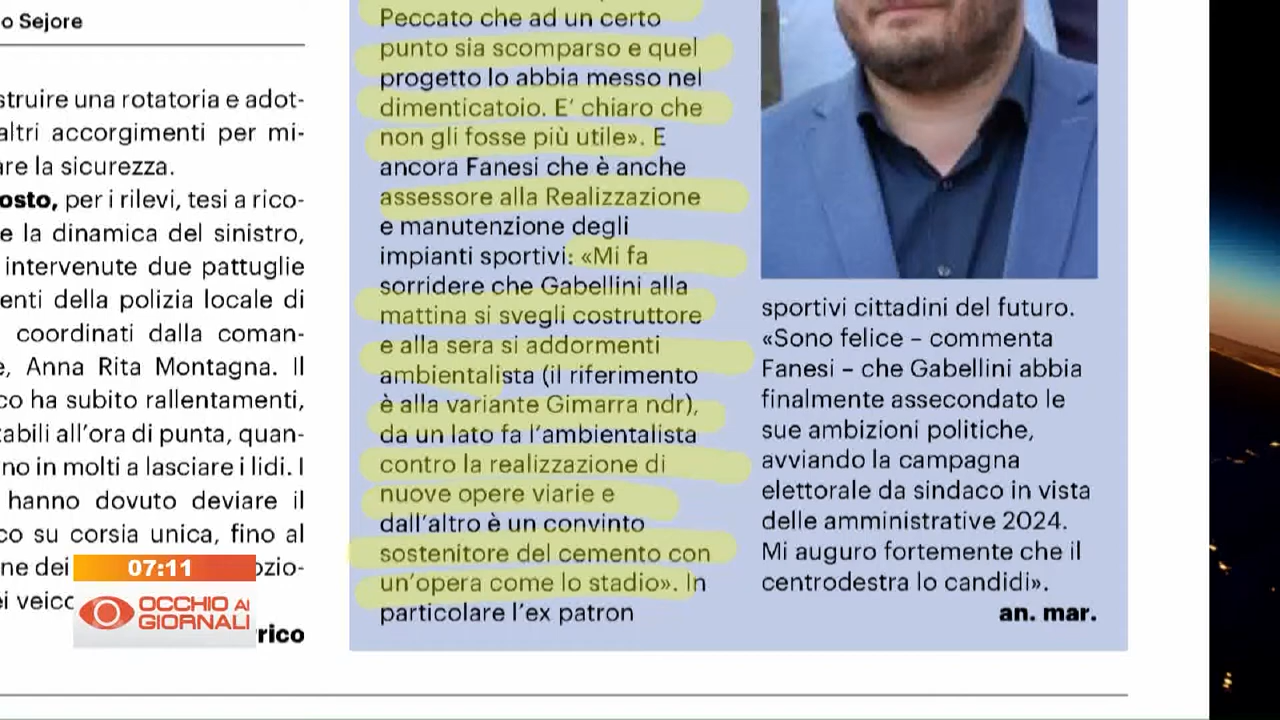 o Sejore
struire una rotatoria e adot-
altri accorgimenti per mi-
are la sicurezza.
osto, per i rilevi, tesi a rico-
e la dinamica del sinistro,
intervenute due pattuglie
enti della polizia locale di
coordinati dalla coman-
e, Anna Rita Montagna. Il
co ha subito rallentamenti,
tabili all'ora di punta, quan-
no in molti a lasciare i lidi. I
hanno dovuto deviare il
co su corsia unica, fino al
ne dei
ozio-
ei veico
rrico
Peccato che ad un certo
punto sia scomparso e quel
progetto lo abbia messo nel
dimenticatoio. E' chiaro che
non gli fosse più utile». E
ancora Fanesi che è anche
assessore alla Realizzazione
e manutenzione degli
impianti sportivi: «Mi fa
sorridere che Gabellini alla
mattina si svegli costruttore
e alla sera si addormenti
ambientalista (il riferimento
è alla variante Gimarra ndr),
da un lato fa l'ambientalista
contro la realizzazione di
nuove opere viarie e
dall'altro è un convinto
sostenitore del cemento con
un'opera come lo stadio». In
particolare l'ex patron
sportivi cittadini del futuro.
«Sono felice – commenta
Fanesi – che Gabellini abbia
finalmente assecondato le
sue ambizioni politiche,
avviando la campagna
elettorale da sindaco in vista
delle amministrative 2024.
Mi auguro fortemente che il
centrodestra lo candidi».
an. mar.
07:11
OCCHIO AI
GIORNALI